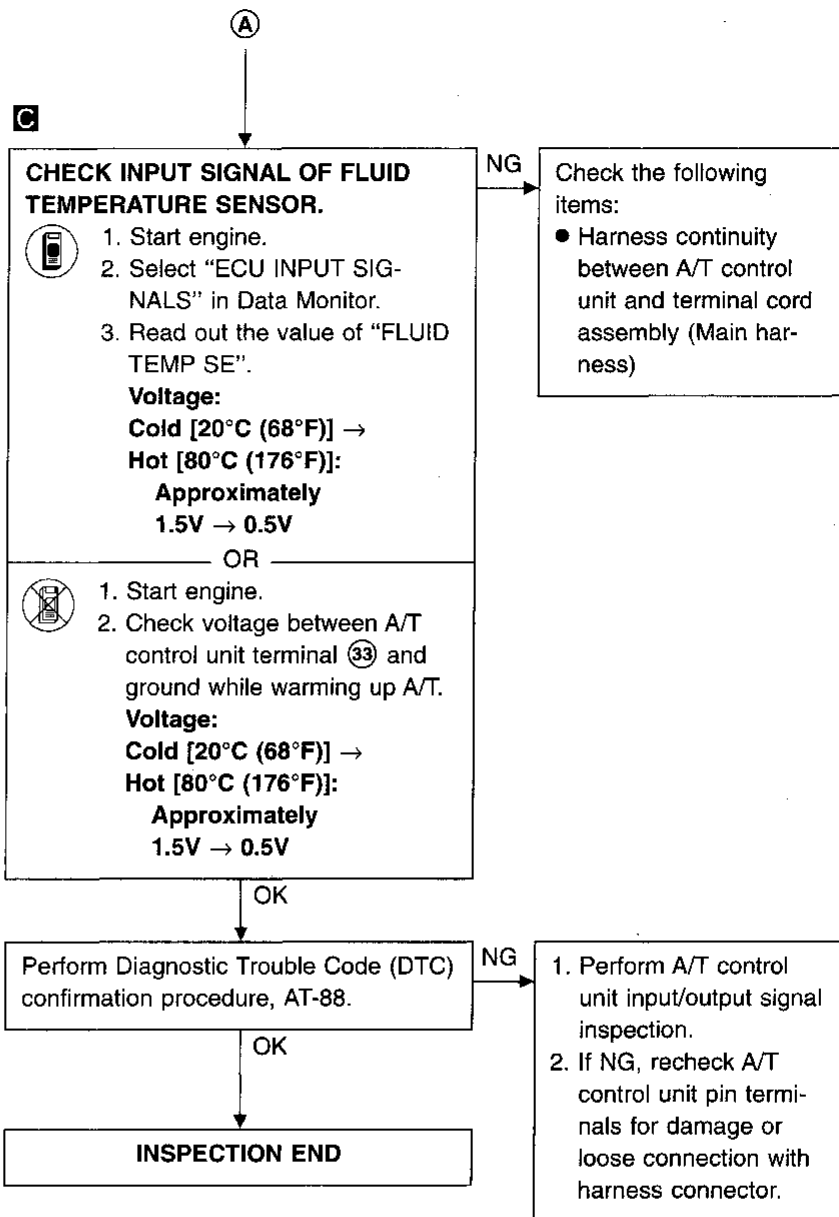 A
C
CHECK INPUT SIGNAL OF FLUID
TEMPERATURE SENSOR.
1. Start engine.
2. Select “ECU INPUT SIG-
NALS” in Data Monitor.
3. Read out the value of “FLUID
TEMP SE”.
Voltage:
Cold [20°C (68°F)] →
Hot [80°C (176°F)]:
Approximately
1.5V → 0.5V
OR
1. Start engine.
2. Check voltage between A/T
control unit terminal 33 and
ground while warming up A/T.
Voltage:
Cold [20°C (68°F)] →
Hot [80°C (176°F)]:
Approximately
1.5V → 0.5V
NG
Check the following
items:
● Harness continuity
between A/T control
unit and terminal cord
assembly (Main har-
ness)
OK
Perform Diagnostic Trouble Code (DTC)
confirmation procedure, AT-88.
NG
1. Perform A/T control
unit input/output signal
inspection.
2. If NG, recheck A/T
control unit pin termi-
nals for damage or
loose connection with
harness connector.
OK
INSPECTION END